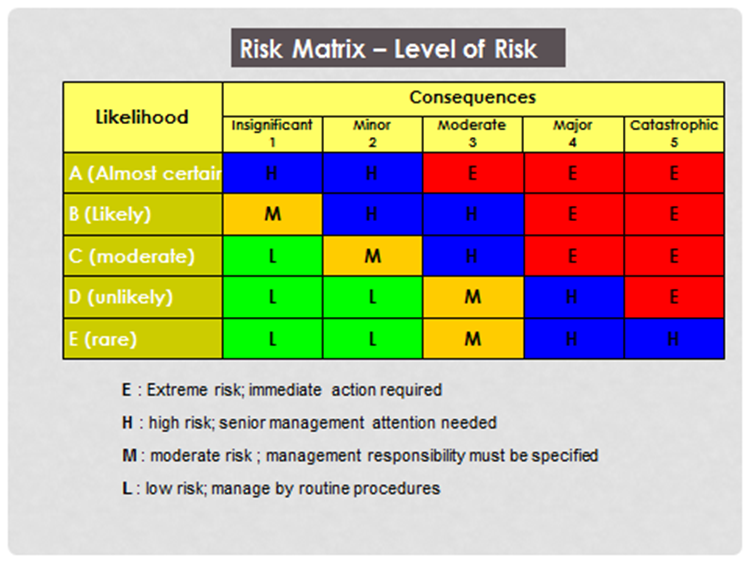 Risk Matrix – Level of Risk
Likelihood
Consequences
Insignificant 1
Minor 2
Moderate 3
Major 4
Catastrophic 5
A (Almost certain H H E E E
B (Likely) M H H E E
C (moderate) L M H E E
D (unlikely) L L M H E
E (rare) L L M H H
E : Extreme risk; immediate action required
H : high risk; senior management attention needed
M : moderate risk ; management responsibility must be specified
L : low risk; manage by routine procedures